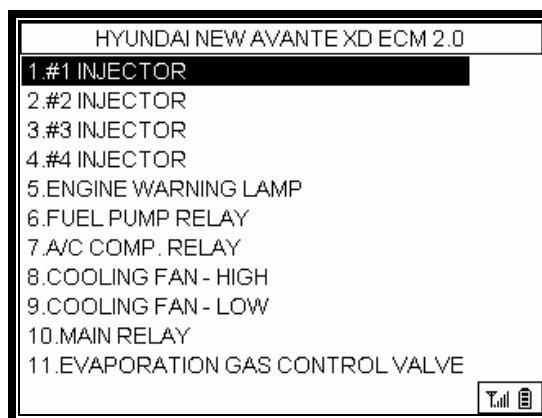 HYUNDAI NEW AVANTE XD ECM 2.0
1.#1 INJECTOR
2.#2 INJECTOR
3.#3 INJECTOR
4.#4 INJECTOR
5.ENGINE WARNING LAMP
6.FUEL PUMP RELAY
7.A/C COMP. RELAY
8.COOLING FAN - HIGH
9.COOLING FAN - LOW
10.MAIN RELAY
11.EVAPORATION GAS CONTROL VALVE